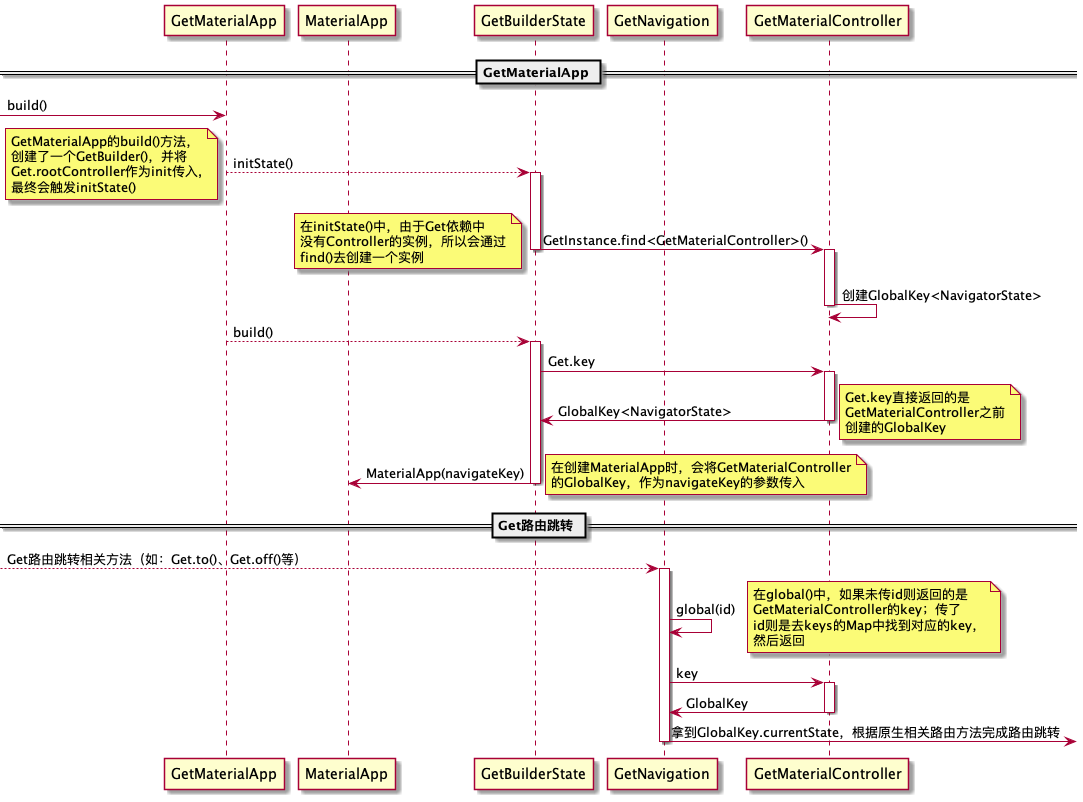 GetMaterialApp
MaterialApp
GetBuilderState
GetNavigation
GetMaterialController
GetMaterialApp
build()
GetMaterialApp的build()方法，
创建了一个GetBuilder()，并将
Get.rootController作为init传入，
最终会触发initState()
initState()
在initState()中，由于Get依赖中
没有Controller的实例，所以会通过
find()去创建一个实例
GetInstance.find<GetMaterialController>()
创建GlobalKey<NavigatorState>
build()
Get.key
Get.key直接返回的是
GetMaterialController之前
创建的GlobalKey
GlobalKey<NavigatorState>
MaterialApp(navigateKey)
在创建MaterialApp时，会将GetMaterialController
的GlobalKey，作为navigateKey的参数传入
Get路由跳转
Get路由跳转相关方法（如：Get.to()、Get.off()等）
global(id)
在global()中，如果未传id则返回的是
GetMaterialController的key；传了
id则是去keys的Map中找到对应的key，
然后返回
key
GlobalKey
拿到GlobalKey.currentState，根据原生相关路由方法完成路由跳转
GetMaterialApp
MaterialApp
GetBuilderState
GetNavigation
GetMaterialController